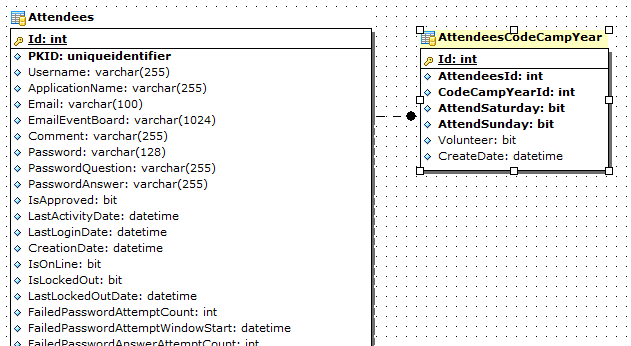 Attendees
Id: int
PKID: uniqueidentifier
Username: varchar(255)
ApplicationName: varchar(255)
Email: varchar(100)
EmailEventBoard: varchar(1024)
Comment: varchar(255)
Password: varchar(128)
PasswordQuestion: varchar(255)
PasswordAnswer: varchar(255)
IsApproved: bit
LastActivityDate: datetime
LastLoginDate: datetime
CreationDate: datetime
IsOnLine: bit
IsLockedOut: bit
LastLockedOutDate: datetime
FailedPasswordAttemptCount: int
FailedPasswordAttemptWindowStart: datetime
FailedPasswordAnswerAttemptCount: int
AttendeesCodeCampYear
Id: int
AttendeesId: int
CodeCampYearId: int
AttendSaturday: bit
AttendSunday: bit
Volunteer: bit
CreateDate: datetime